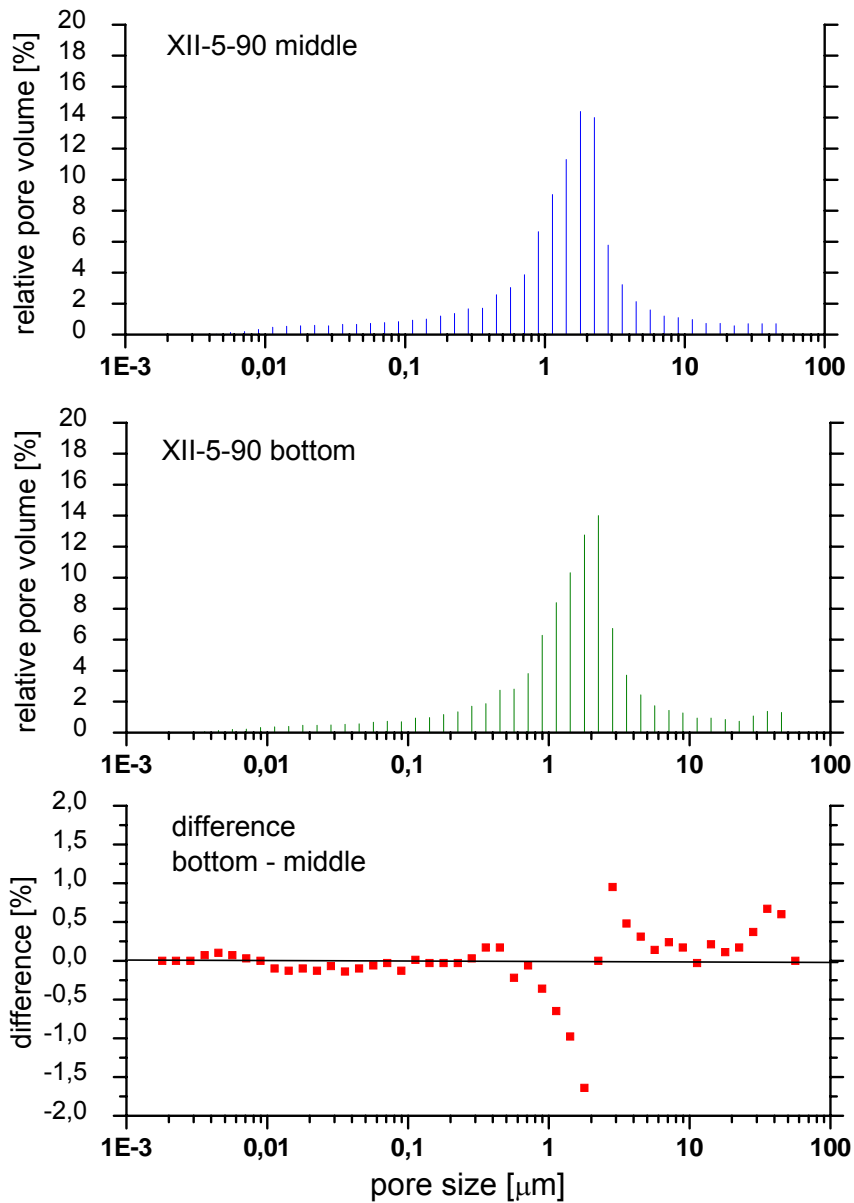 20
18
16
14
12
10
8
6
4
2
0
relative pore volume [%]
XII-5-90 middle
1E-3 0,01 0,1 1 10 100
20
18
16
14
12
10
8
6
4
2
0
relative pore volume [%]
XII-5-90 bottom
1E-3 0,01 0,1 1 10 100
2,0
1,5
1,0
0,5
0,0
-0,5
-1,0
-1,5
-2,0
difference [%]
difference
bottom - middle
1E-3 0,01 0,1 1 10 100
pore size [μm]